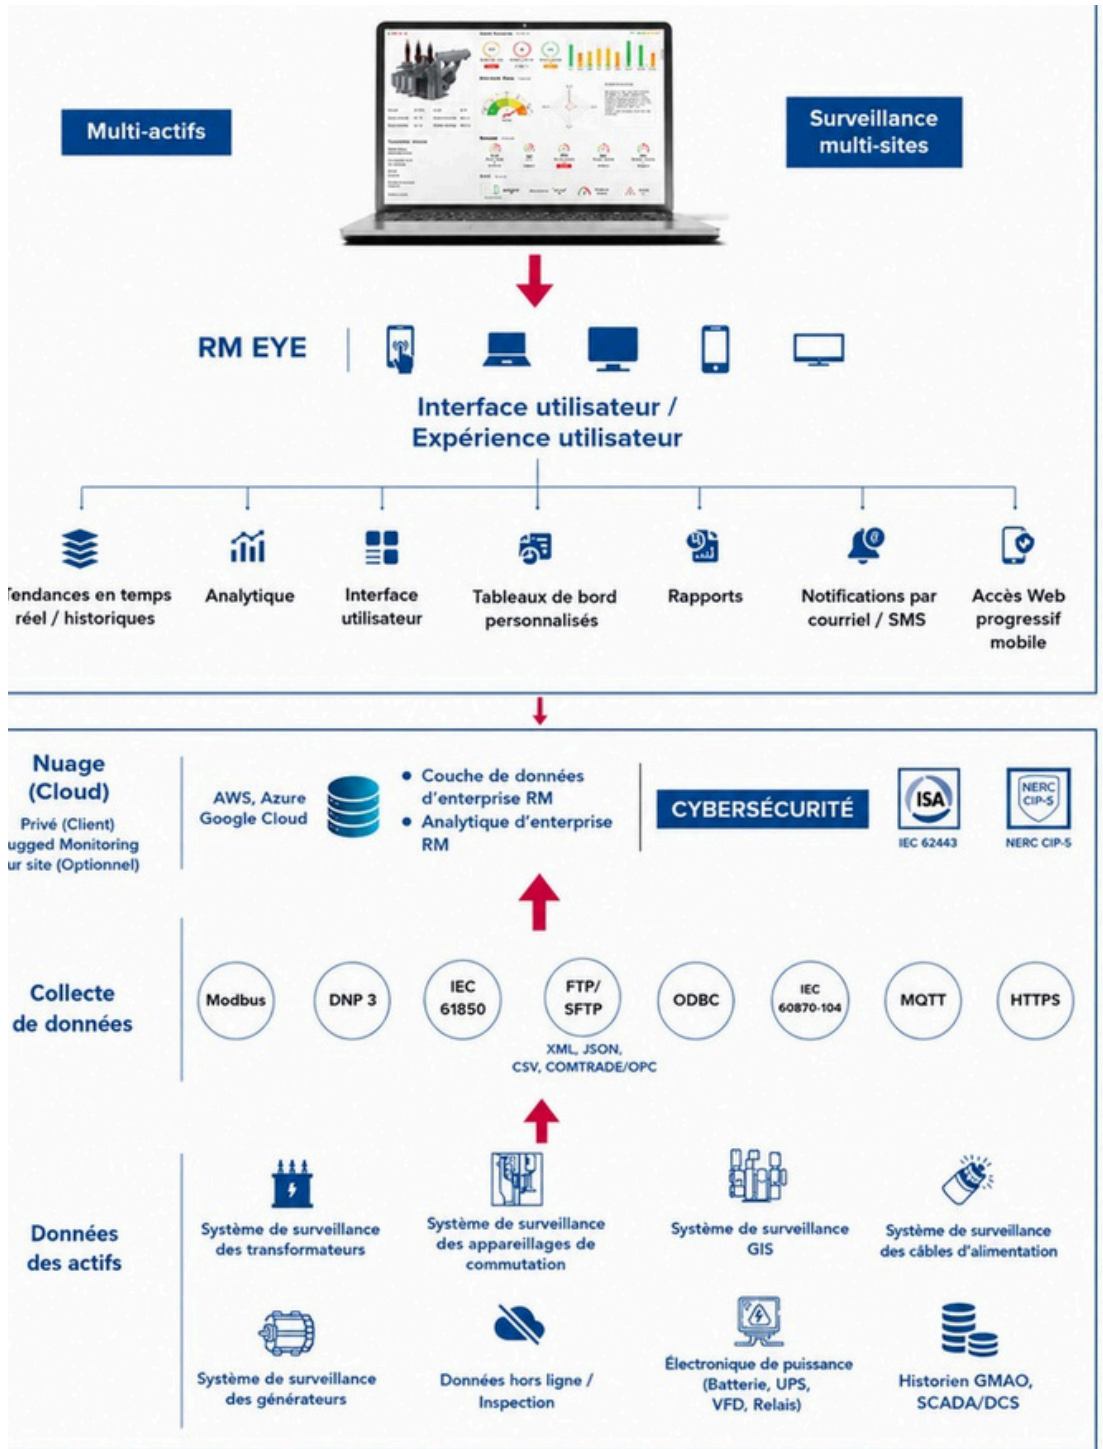 Multi-actifs
Surveillance
multi-sites
RM EYE
Interface utilisateur /
Expérience utilisateur
Tendances en temps
réel / historiques
Analytique
Interface
utilisateur
Tableaux de bord
personnalisés
Rapports
Notifications par
courriel / SMS
Accès Web
progressif
mobile
Nuage
(Cloud)
Privé (Client)
ugged Monitoring
ur site (Optionnel)
AWS, Azure
Google Cloud
Couche de données
d'enterprise RM
Analytique d'enterprise
RM
CYBERSÉCURITÉ
ISA
IEC 62443
NERC
CIP-5
NERC CIP-5
Collecte
de données
Modbus
DNP 3
IEC
61850
FTP/
SFTP
XML, JSON,
CSV, COMTRADE/OPC
ODBC
IEC
60870-104
MQTT
HTTPS
Données
des actifs
Système de surveillance
des transformateurs
Système de surveillance
des appareillages de
commutation
Système de surveillance
GIS
Système de surveillance
des câbles d'alimentation
Système de surveillance
des générateurs
Données hors ligne /
Inspection
Électronique de puissance
(Batterie, UPS,
VFD, Relais)
Historien GMAO,
SCADA/DCS